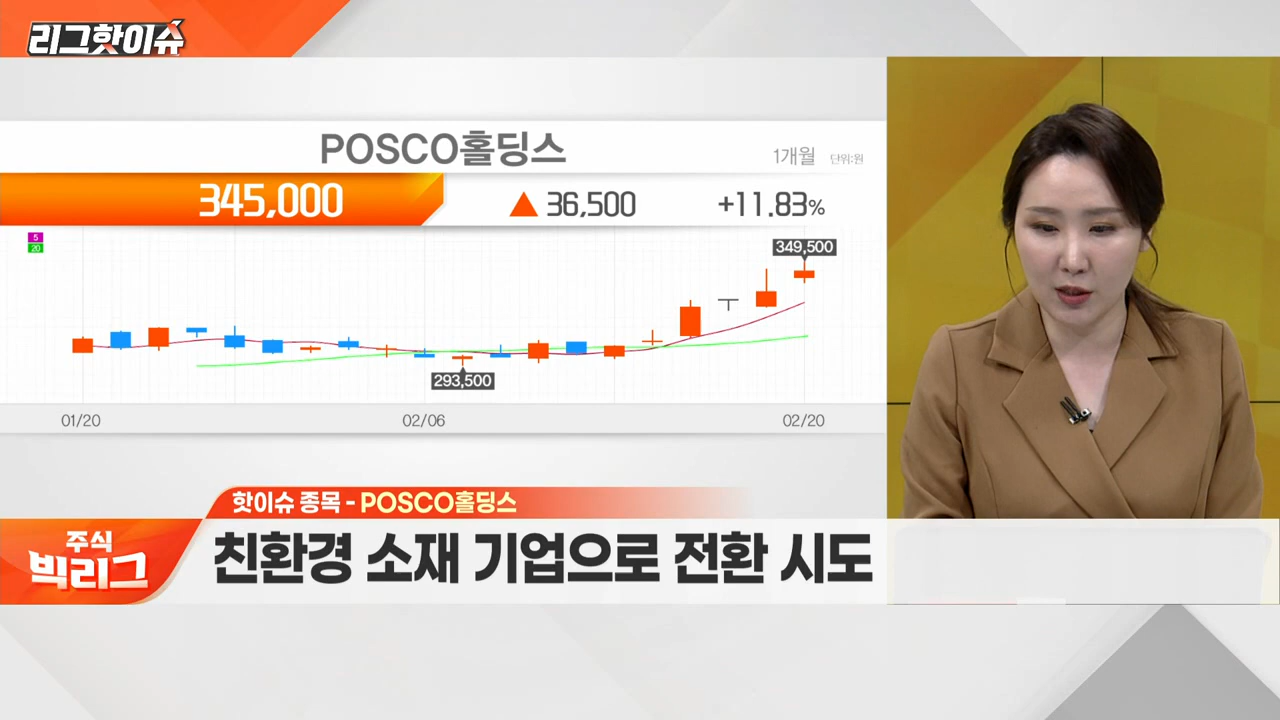 리그핫이슈
POSCO홀딩스
1개월 단위:원
345,000 ▲ 36,500 +11.83%
5
20
349,500
293,500
01/20 02/06 02/20
핫이슈 종목 - POSCO홀딩스
주식
빅리그
친환경 소재 기업으로 전환 시도